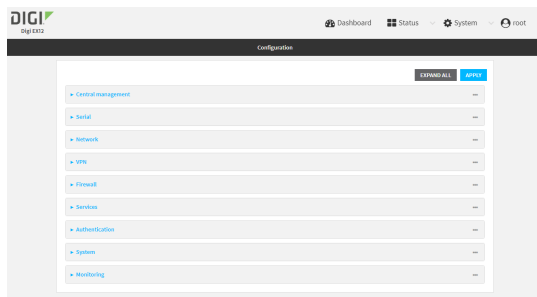 DIGI
Digi EX12
Dashboard
Status
System
root
Configuration
EXPAND ALL
APPLY
Central management
Serial
Network
VPN
Firewall
Services
Authentication
System
Monitoring